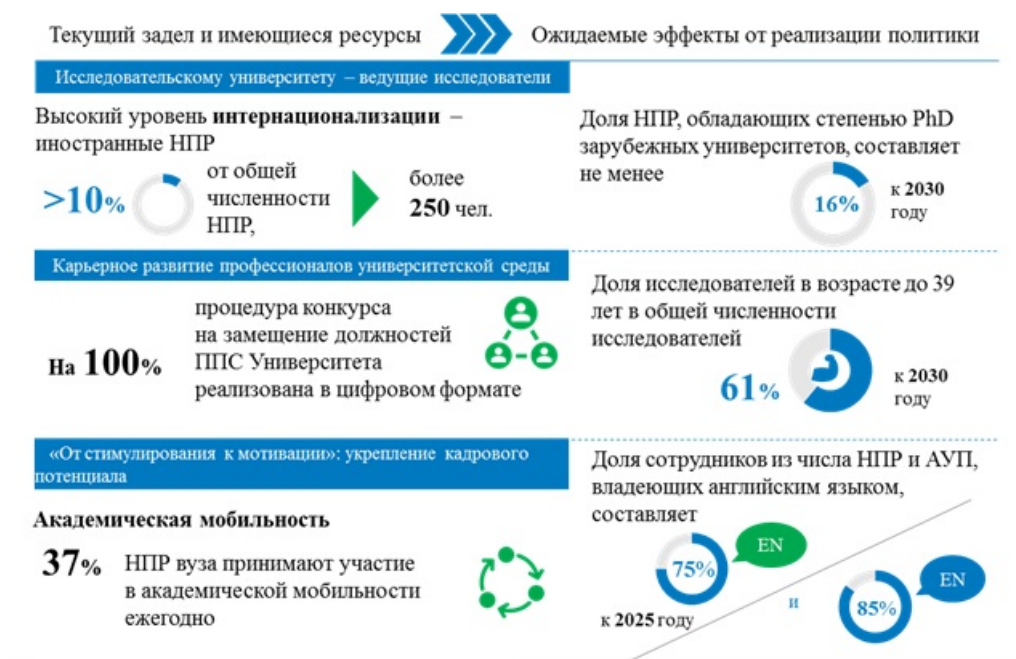 Текущий задел и имеющиеся ресурсы
Ожидаемые эффекты от реализации политики
Исследовательскому университету – ведущие исследователи
Высокий уровень интернационализации –
иностранные НПР
>10%
от общей
численности
НПР,
более
250 чел.
Доля НПР, обладающих степенью PhD
зарубежных университетов, составляет
не менее
16%
к 2030
году
Карьерное развитие профессионалов университетской среды
На 100%
процедура конкурса
на замещение должностей
ППС Университета
реализована в цифровом формате
Доля исследователей в возрасте до 39
лет в общей численности
исследователей
61%
к 2030
году
«От стимулирования к мотивации»: укрепление кадрового
потенциала
Академическая мобильность
37%
НПР вуза принимают участие
в академической мобильности
ежегодно
Доля сотрудников из числа НПР и АУП,
владеющих английским языком,
составляет
75%
EN
к 2025 году
и
85%
EN